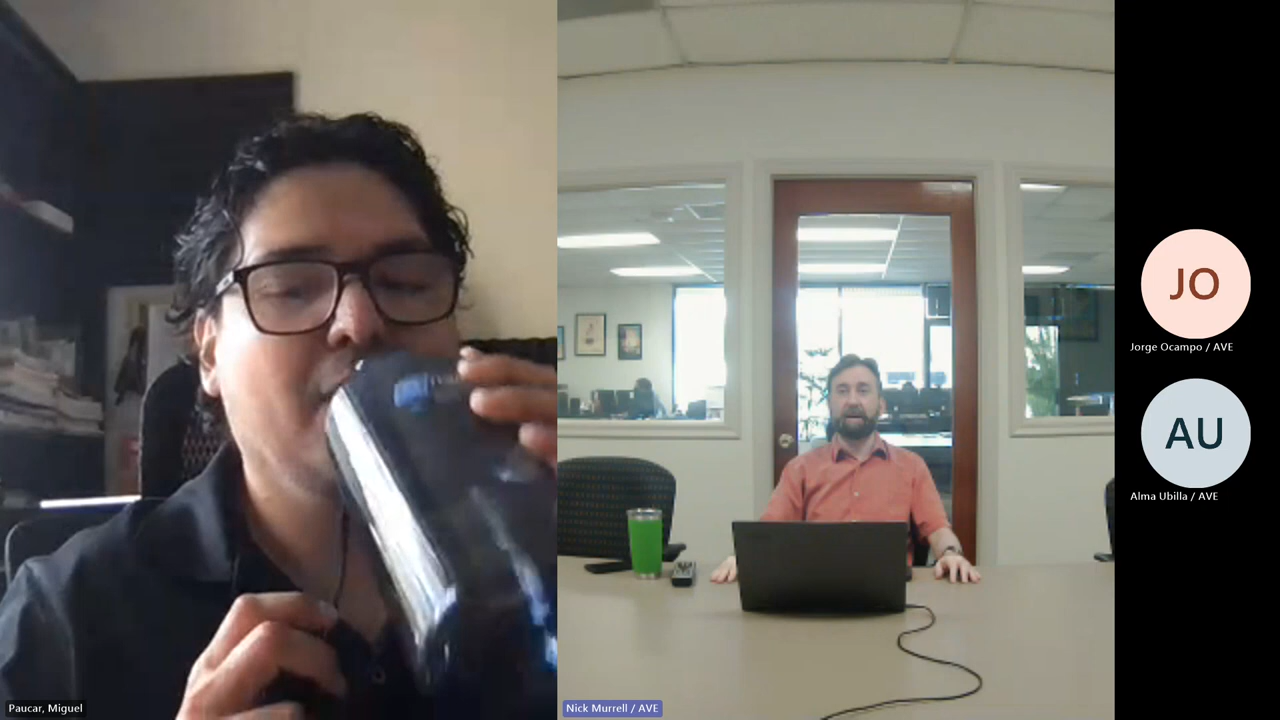 JO
Jorge Ocampo / AVE
AU
Alma Ubilla / AVE
Paucar, Miguel
Nick Murrell / AVE